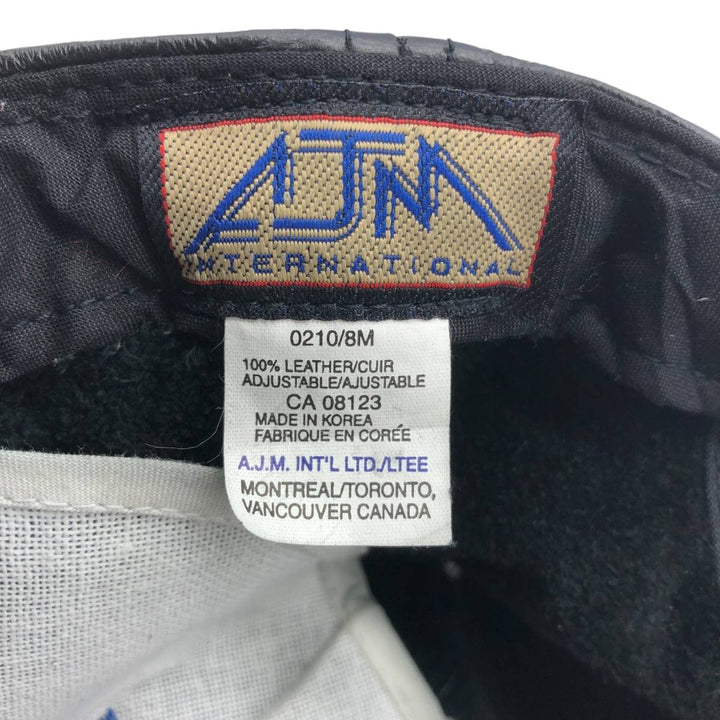 AJM
INTERNATIONAL
0210/8M
100% LEATHER/CUIR
ADJUSTABLE/AJUSTABLE
CA 08123
MADE IN KOREA
FABRIQUE EN CORÉE
A.J.M. INT'L LTD./LTEE
MONTREAL/TORONTO,
VANCOUVER CANADA